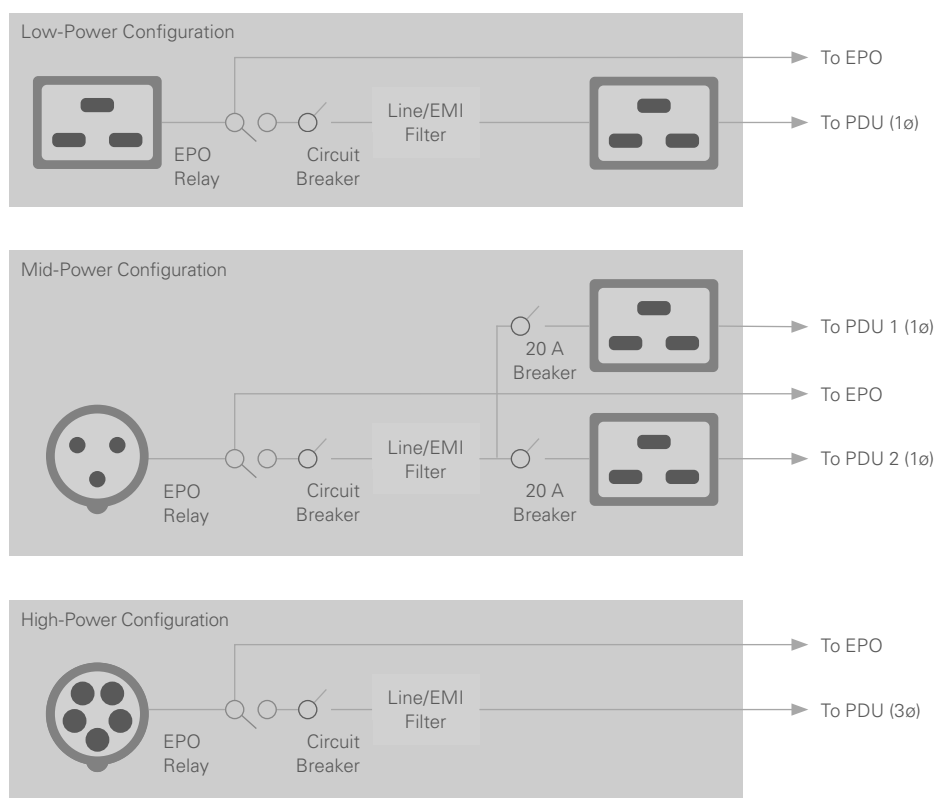 Low-Power Configuration
To EPO
Line/EMI
Filter
To PDU (1ø)
EPO
Relay
Circuit
Breaker
Mid-Power Configuration
To PDU 1 (1ø)
20 A
Breaker
To EPO
Line/EMI
Filter
To PDU 2 (1ø)
EPO
Relay
Circuit
Breaker
20 A
Breaker
High-Power Configuration
To EPO
Line/EMI
Filter
To PDU (3ø)
EPO
Relay
Circuit
Breaker